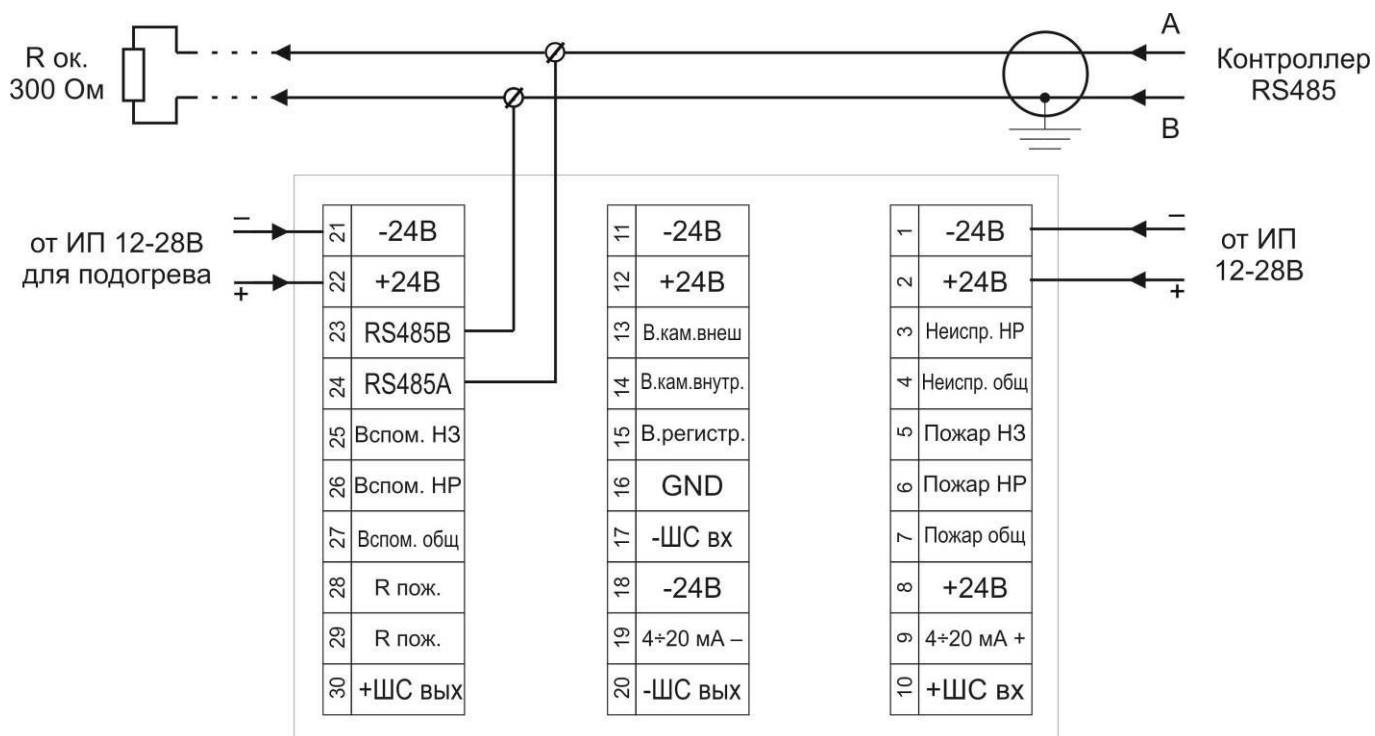 A
R ок.
300 Ом
Контроллер
RS485
B
от ИП 12-28В
для подогрева
–
+
21 -24В
22 +24В
23 RS485B
24 RS485A
25 Вспом. НЗ
26 Вспом. НР
27 Вспом. общ
28 R пож.
29 R пож.
30 +ШС вых
11 -24В
12 +24В
13 В.кам.внеш
14 В.кам.внутр.
15 В.регистр.
16 GND
17 -ШС вх
18 -24В
19 4÷20 мА –
20 -ШС вых
1 -24В
2 +24В
3 Неиспр. НР
4 Неиспр. общ
5 Пожар НЗ
6 Пожар НР
7 Пожар общ
8 +24В
9 4÷20 мА +
10 +ШС вх
–
+
от ИП
12-28В